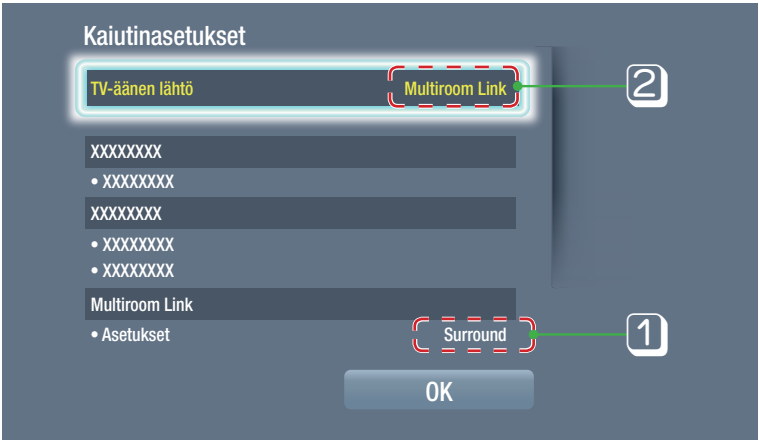 Kaiutinasetukset
TV-äänen lähtö Multiroom Link 2
XXXXXXXX
• XXXXXXXX
XXXXXXXX
• XXXXXXXX
• XXXXXXXX
Multiroom Link
• Asetukset Surround 1
OK